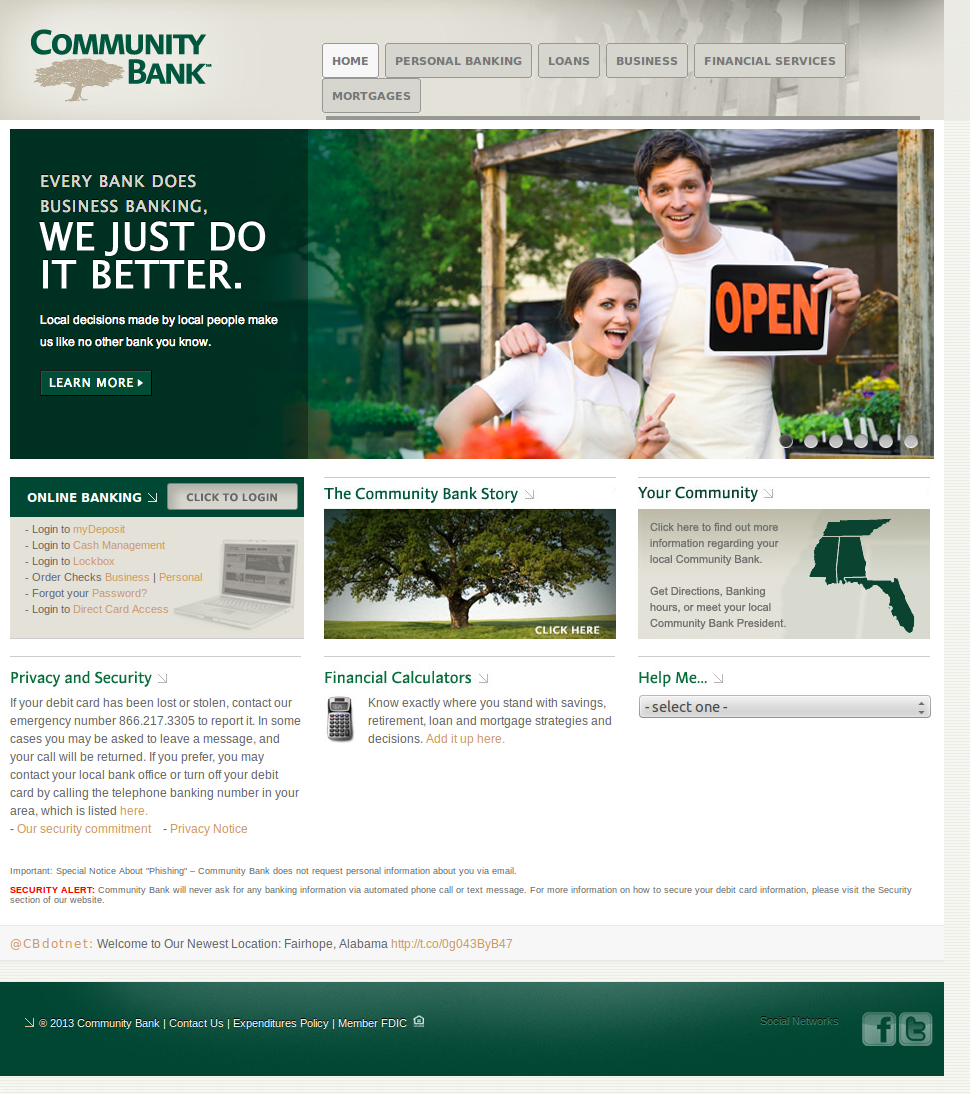 COMMUNITY
BANK™
HOME PERSONAL BANKING LOANS BUSINESS FINANCIAL SERVICES
MORTGAGES
EVERY BANK DOES
BUSINESS BANKING,
WE JUST DO
IT BETTER.
Local decisions made by local people make
us like no other bank you know.
LEARN MORE
OPEN
ONLINE BANKING CLICK TO LOGIN
- Login to myDeposit
- Login to Cash Management
- Login to Lockbox
- Order Checks Business | Personal
- Forgot your Password?
- Login to Direct Card Access
The Community Bank Story
CLICK HERE
Your Community
Click here to find out more
information regarding your
local Community Bank.
Get Directions, Banking
hours, or meet your local
Community Bank President.
Privacy and Security
If your debit card has been lost or stolen, contact our
emergency number 866.217.3305 to report it. In some
cases you may be asked to leave a message, and
your call will be returned. If you prefer, you may
contact your local bank office or turn off your debit
card by calling the telephone banking number in your
area, which is listed here.
- Our security commitment - Privacy Notice
Financial Calculators
Know exactly where you stand with savings,
retirement, loan and mortgage strategies and
decisions. Add it up here.
Help Me...
- select one -
Important: Special Notice About "Phishing" – Community Bank does not request personal information about you via email.
SECURITY ALERT: Community Bank will never ask for any banking information via automated phone call or text message. For more information on how to secure your debit card information, please visit the Security
section of our website.
@CBdotnet: Welcome to Our Newest Location: Fairhope, Alabama http://t.co/0g043ByB47
® 2013 Community Bank | Contact Us | Expenditures Policy | Member FDIC
Social Networks